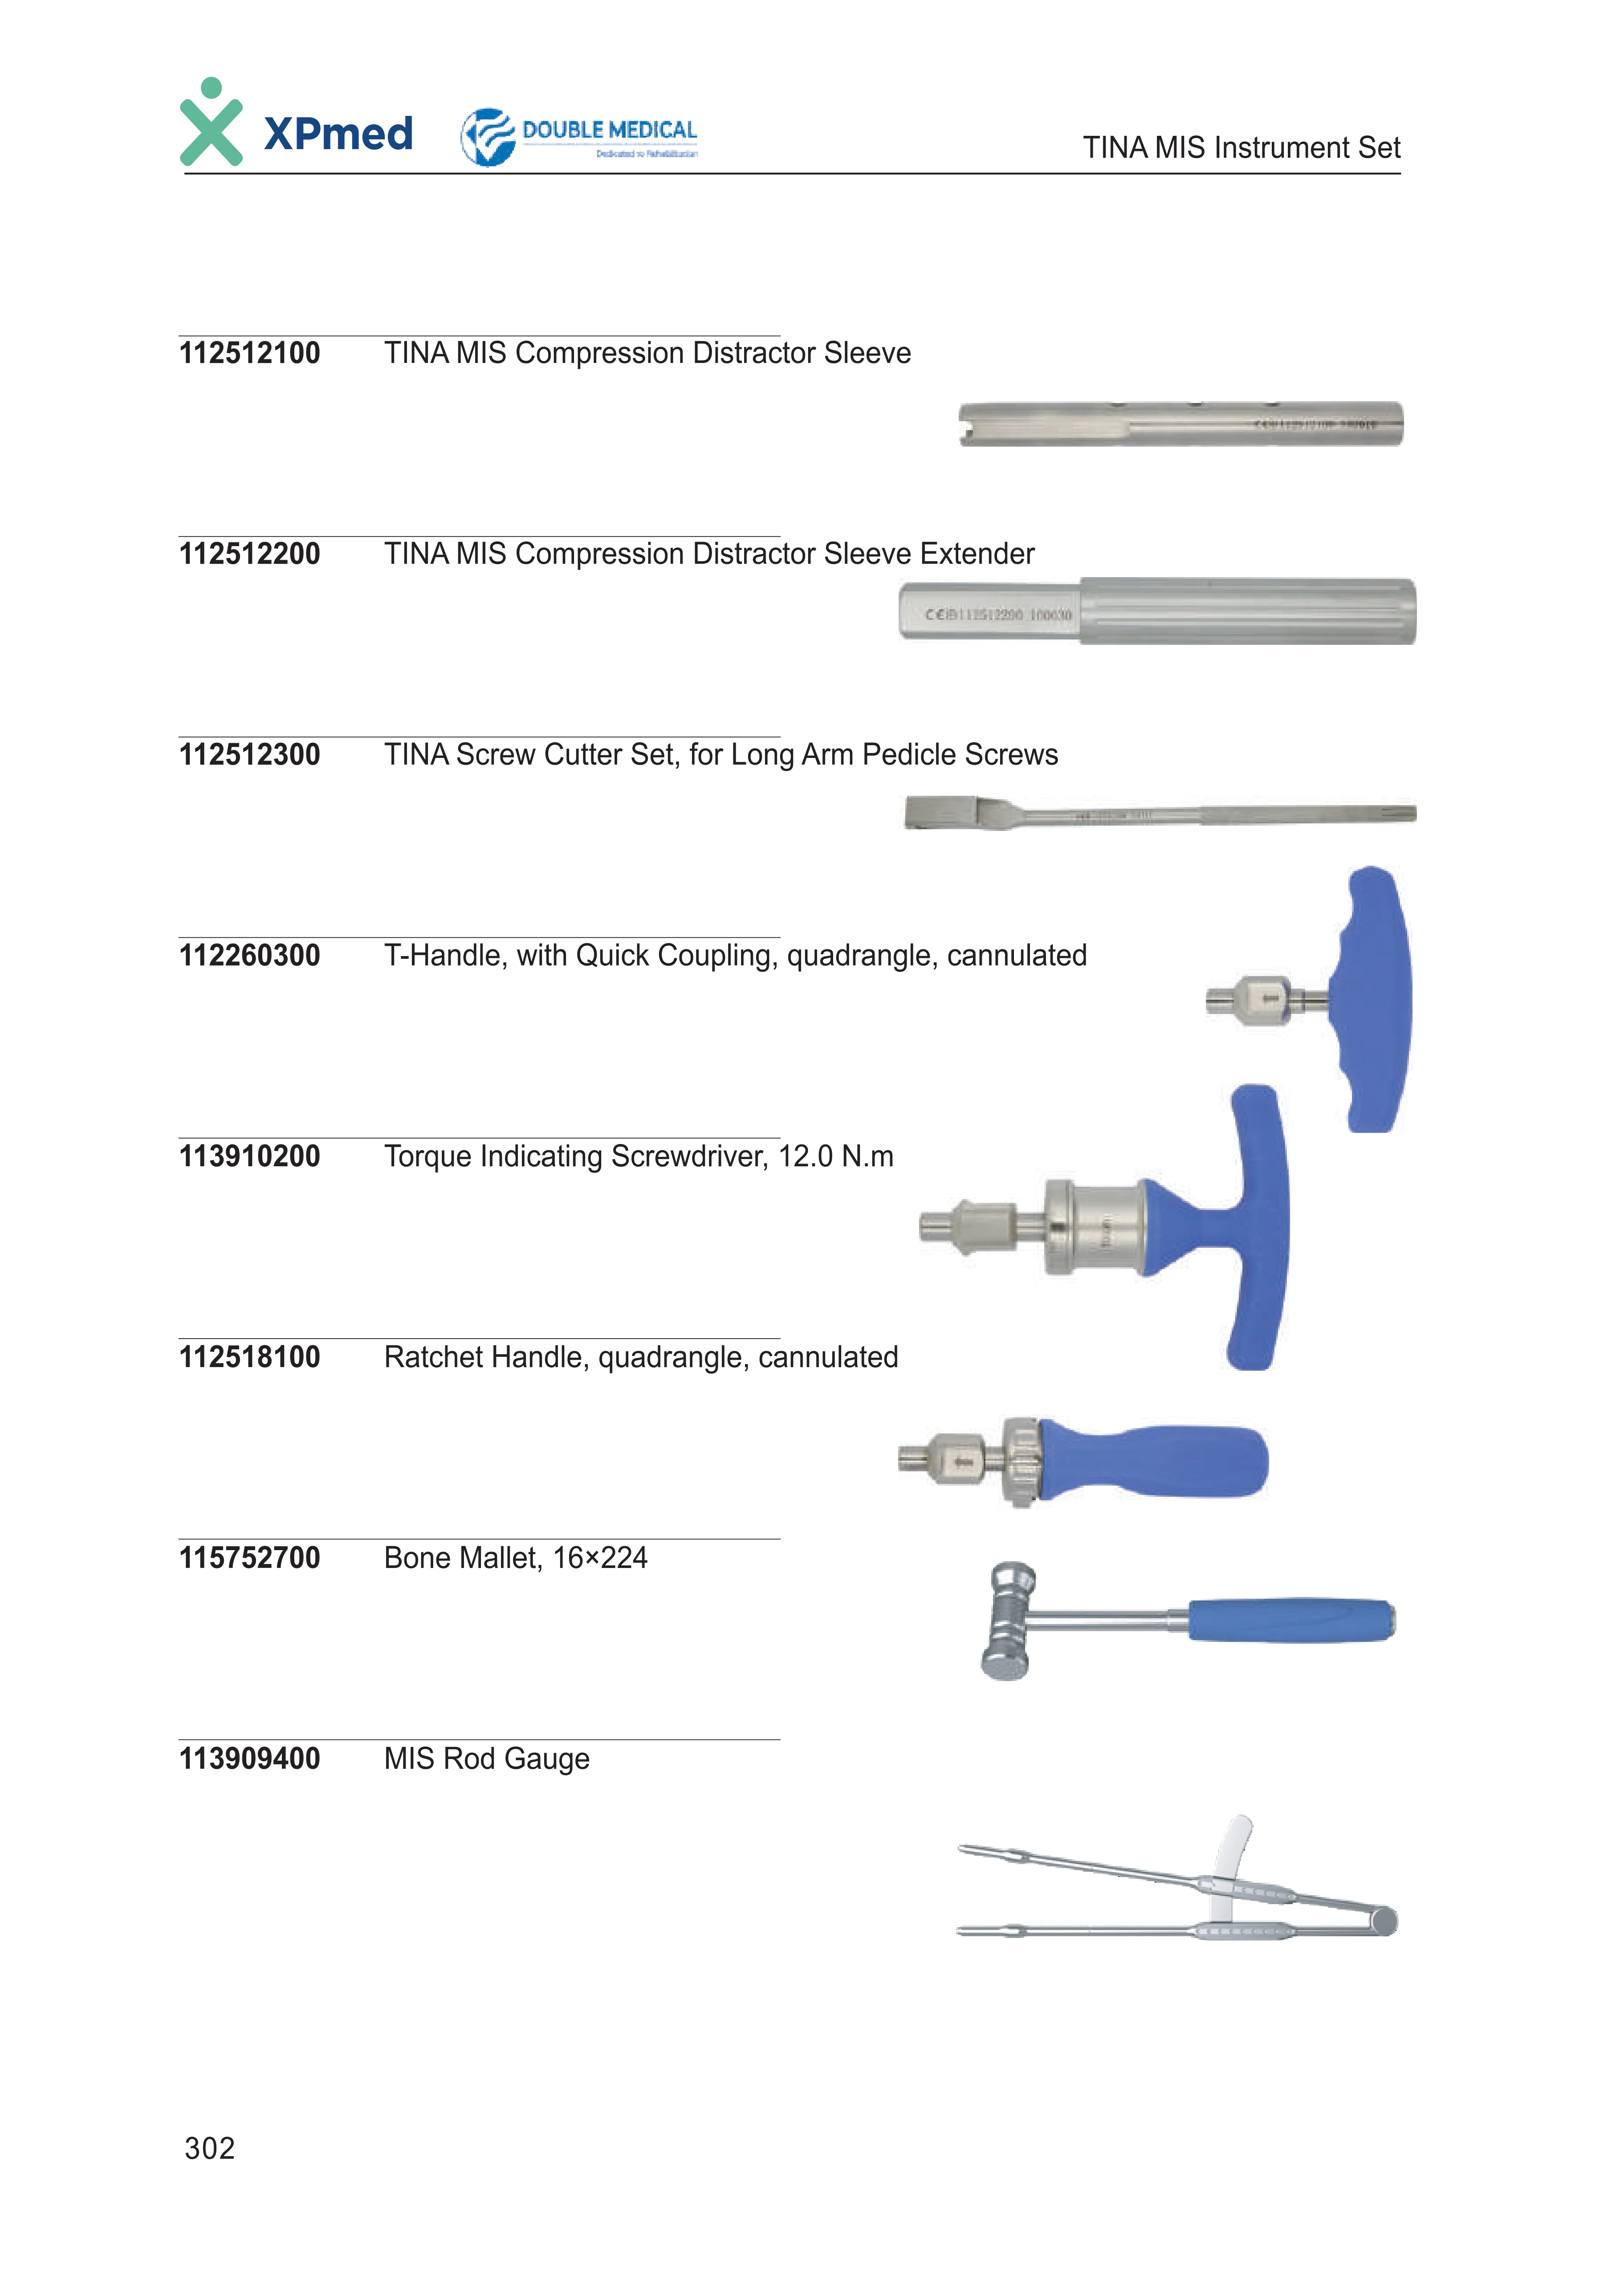 XPmed
DOUBLE MEDICAL
Dedicated to Rehabilitation
TINA MIS Instrument Set
112512100 TINA MIS Compression Distractor Sleeve
112512200 TINA MIS Compression Distractor Sleeve Extender
112512200 100030
112512300 TINA Screw Cutter Set, for Long Arm Pedicle Screws
112260300 T-Handle, with Quick Coupling, quadrangle, cannulated
113910200 Torque Indicating Screwdriver, 12.0 N.m
112518100 Ratchet Handle, quadrangle, cannulated
115752700 Bone Mallet, 16×224
113909400 MIS Rod Gauge
302